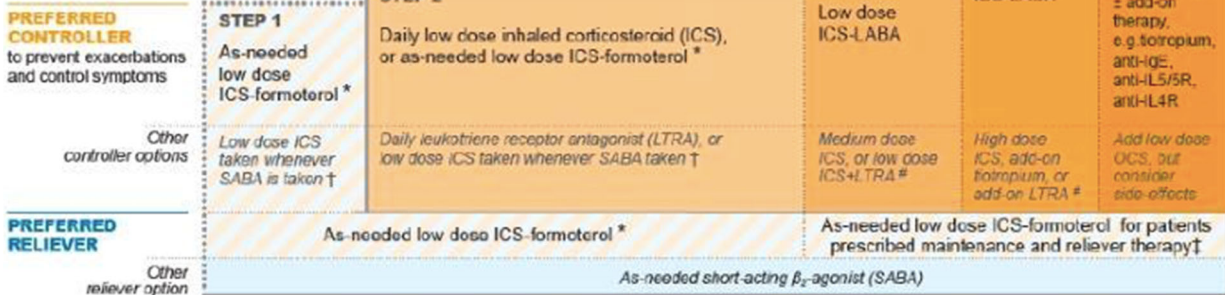 PREFERRED
CONTROLLER
to prevent exacerbations
and control symptoms
STEP 1
As-needed
low dose
ICS-formoterol *
Daily low dose inhaled corticosteroid (ICS),
or as-needed low dose ICS-formoterol *
Low dose
ICS-LABA
± add-on
therapy,
e.g.tiotropium,
anti-IgE,
anti-IL5/5R,
anti-IL4R
Other
controller options
Low dose ICS
taken whenever
SABA is taken †
Daily leukotriene receptor antagonist (LTRA), or
low dose ICS taken whenever SABA taken †
Medium dose
ICS, or low dose
ICS+LTRA #
High dose
ICS, add-on
tiotropium, or
add-on LTRA #
Add low dose
OCS, but
consider
side-effects
PREFERRED
RELIEVER
As-needed low dose ICS-formoterol *
As-needed low dose ICS-formoterol for patients
prescribed maintenance and reliever therapy‡
Other
reliever option
As-needed short-acting β₂-agonist (SABA)